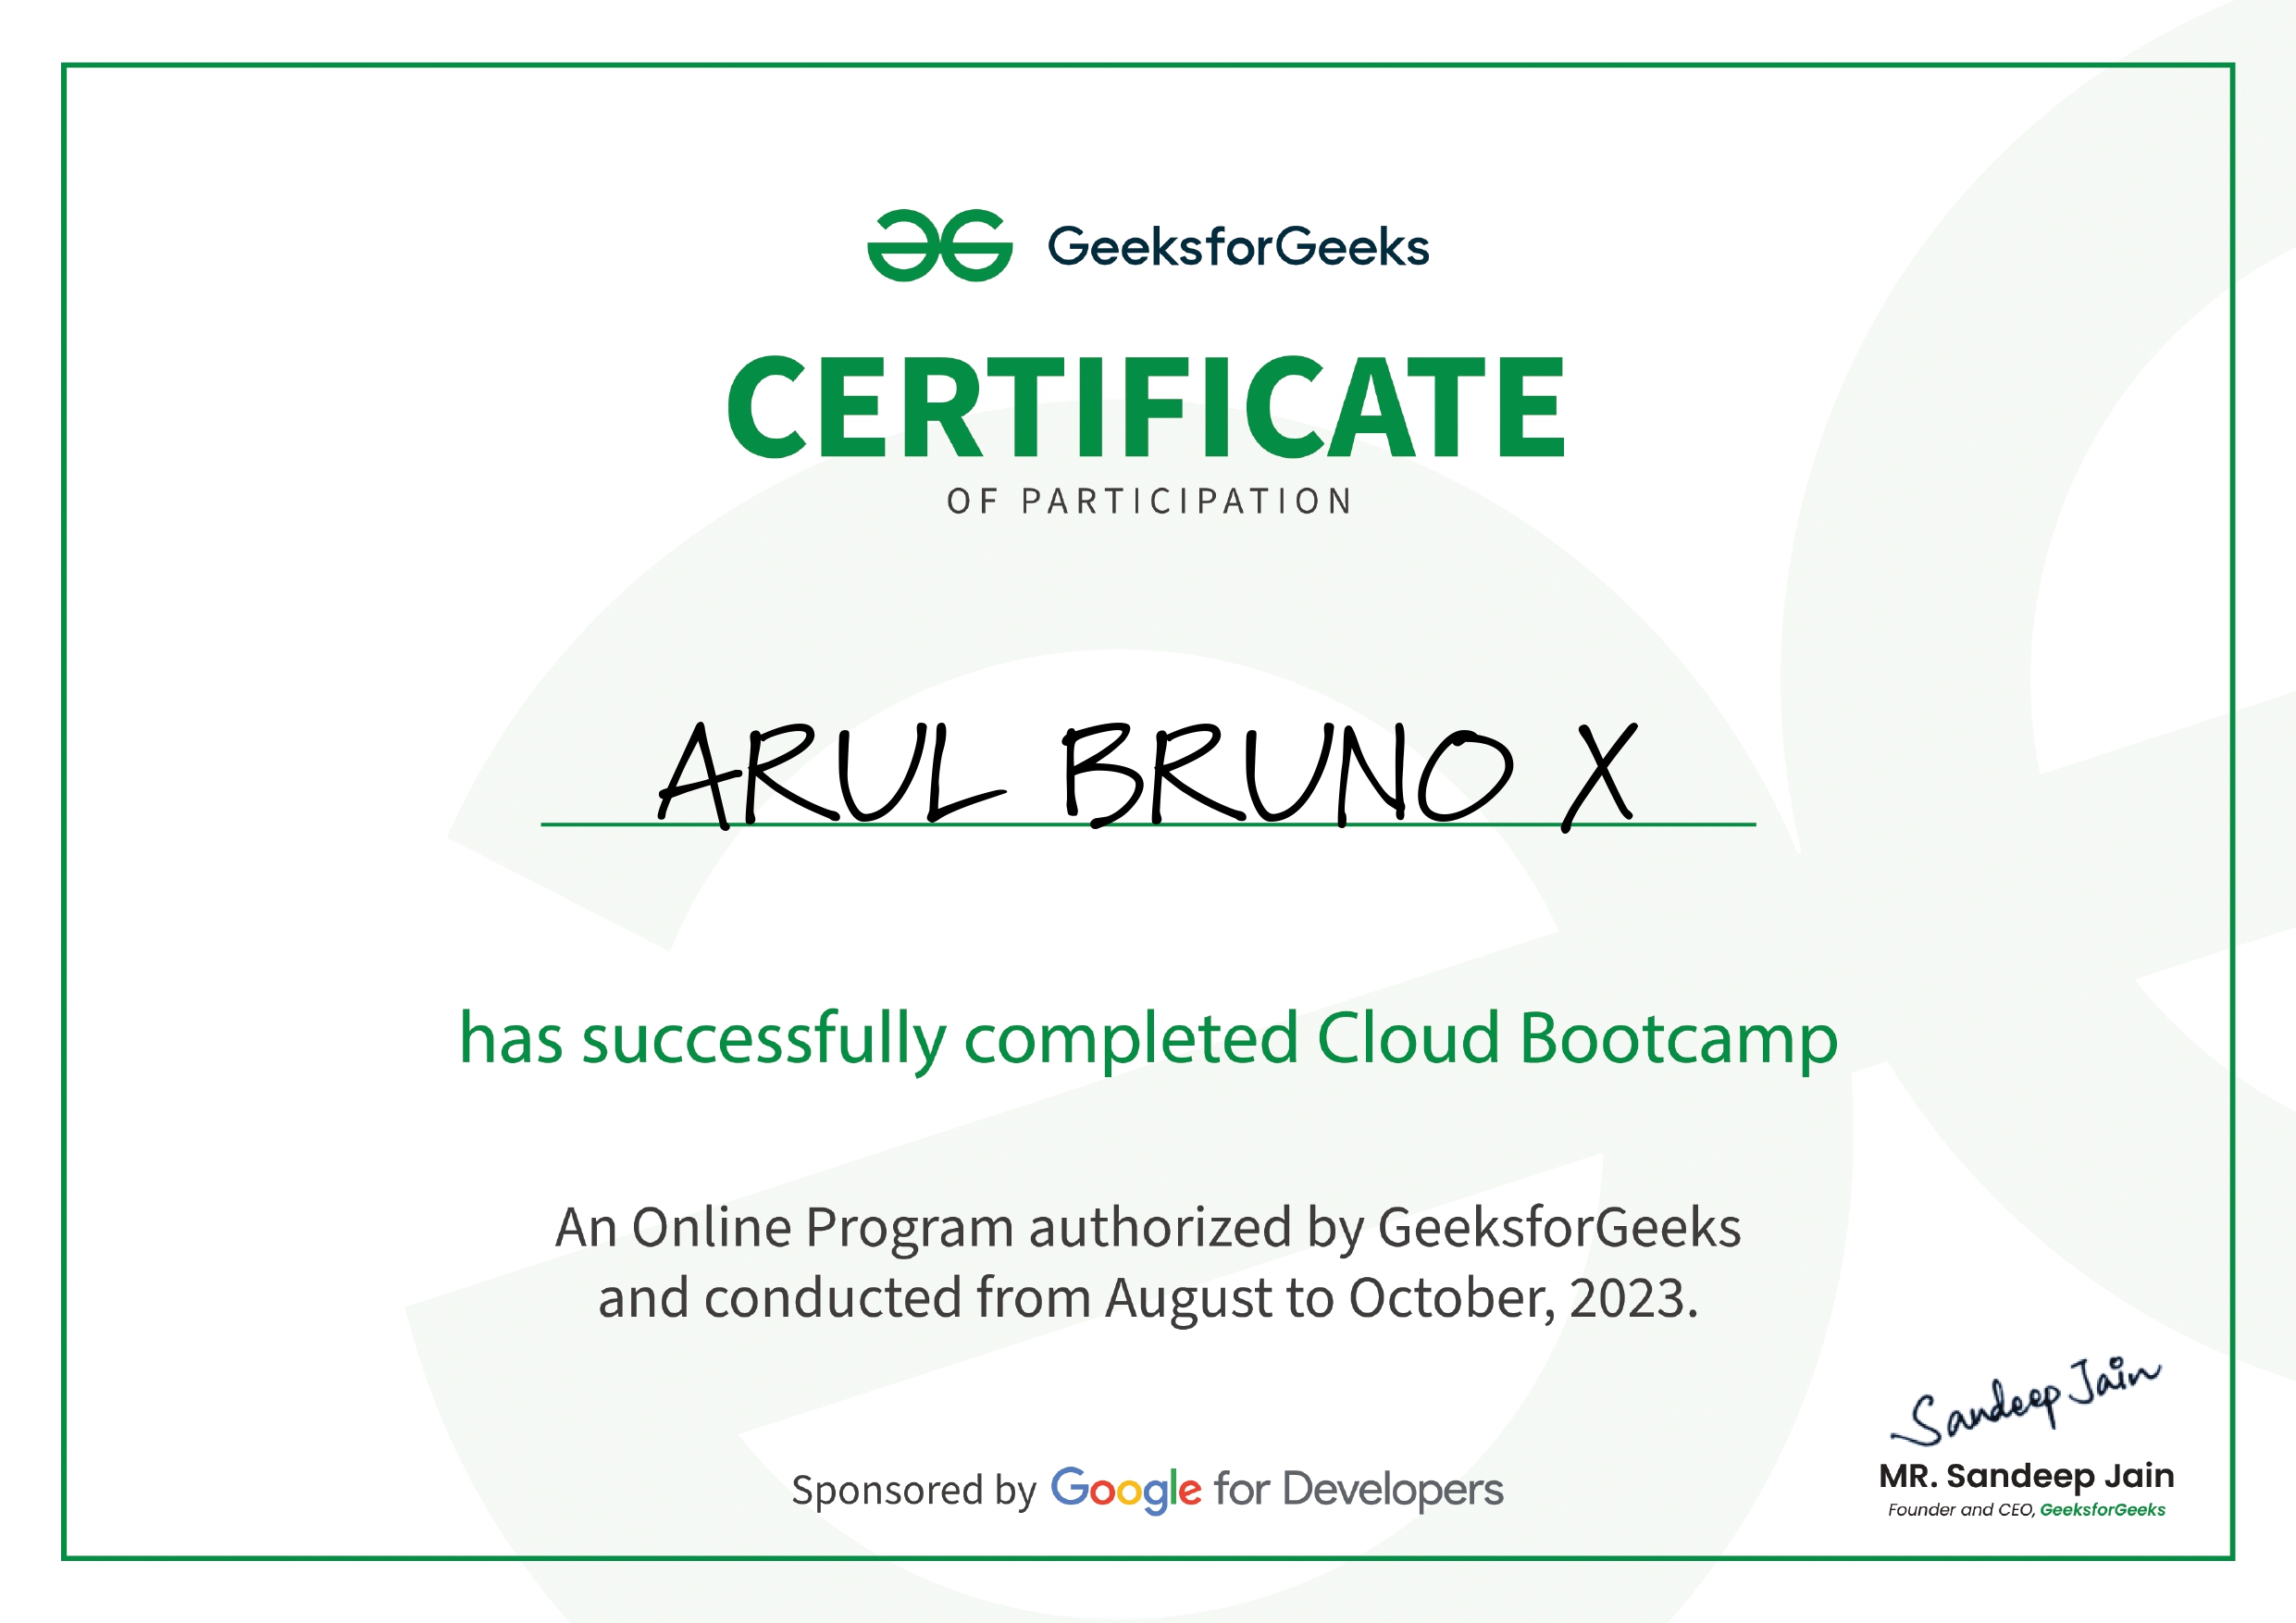 GeeksforGeeks
CERTIFICATE
OF PARTICIPATION
ARUL BRUNO X
has successfully completed Cloud Bootcamp
An Online Program authorized by GeeksforGeeks
and conducted from August to October, 2023.
Sponsored by Google for Developers
Sandeep Jain
MR. Sandeep Jain
Founder and CEO, GeeksforGeeks